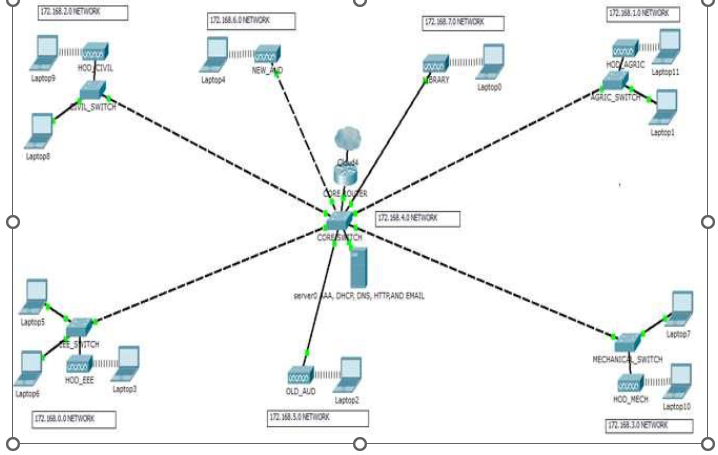 172.168.2.0 NETWORK
172.168.6.0 NETWORK
172.168.7.0 NETWORK
172.168.1.0 NETWORK
HOD_CIVIL
Laptop9
CIVIL_SWITCH
Laptop8
Laptop4
NEW_AUD
LIBRARY
Laptop0
HOD_AGRIC
Laptop11
AGRIC_SWITCH
Laptop1
Cloud4
CORE ROUTER
172.168.4.0 NETWORK
CORE SWITCH
server0 AAA, DHCP, DNS, HTTP,AND EMAIL
Laptop5
EEE_SWITCH
Laptop6
HOD_EEE
Laptop3
172.168.0.0 NETWORK
OLD_AUD
Laptop2
172.168.5.0 NETWORK
Laptop7
MECHANICAL_SWITCH
HOD_MECH
Laptop10
172.168.3.0 NETWORK